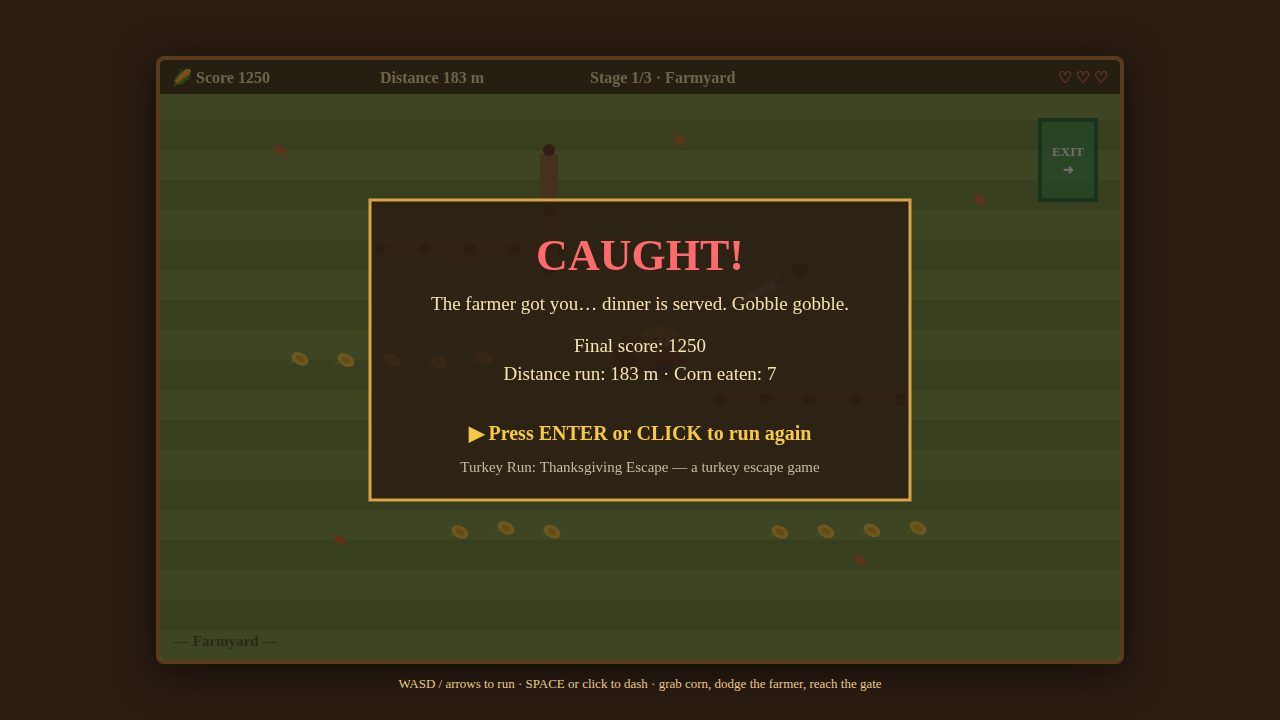 🌽 Score 1250
Distance 183 m
Stage 1/3 · Farmyard
♡ ♡ ♡
EXIT
➜
CAUGHT!
The farmer got you… dinner is served. Gobble gobble.
Final score: 1250
Distance run: 183 m · Corn eaten: 7
▶ Press ENTER or CLICK to run again
Turkey Run: Thanksgiving Escape — a turkey escape game
— Farmyard —
WASD / arrows to run · SPACE or click to dash · grab corn, dodge the farmer, reach the gate